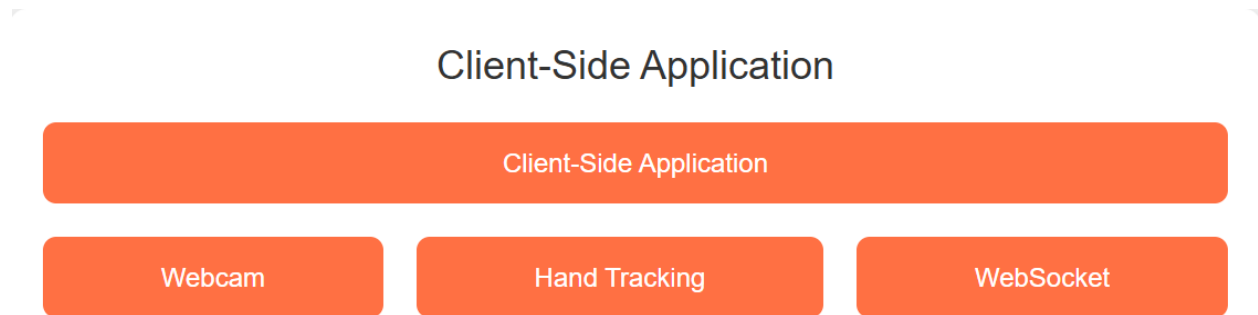 Client-Side Application
Client-Side Application
Webcam
Hand Tracking
WebSocket